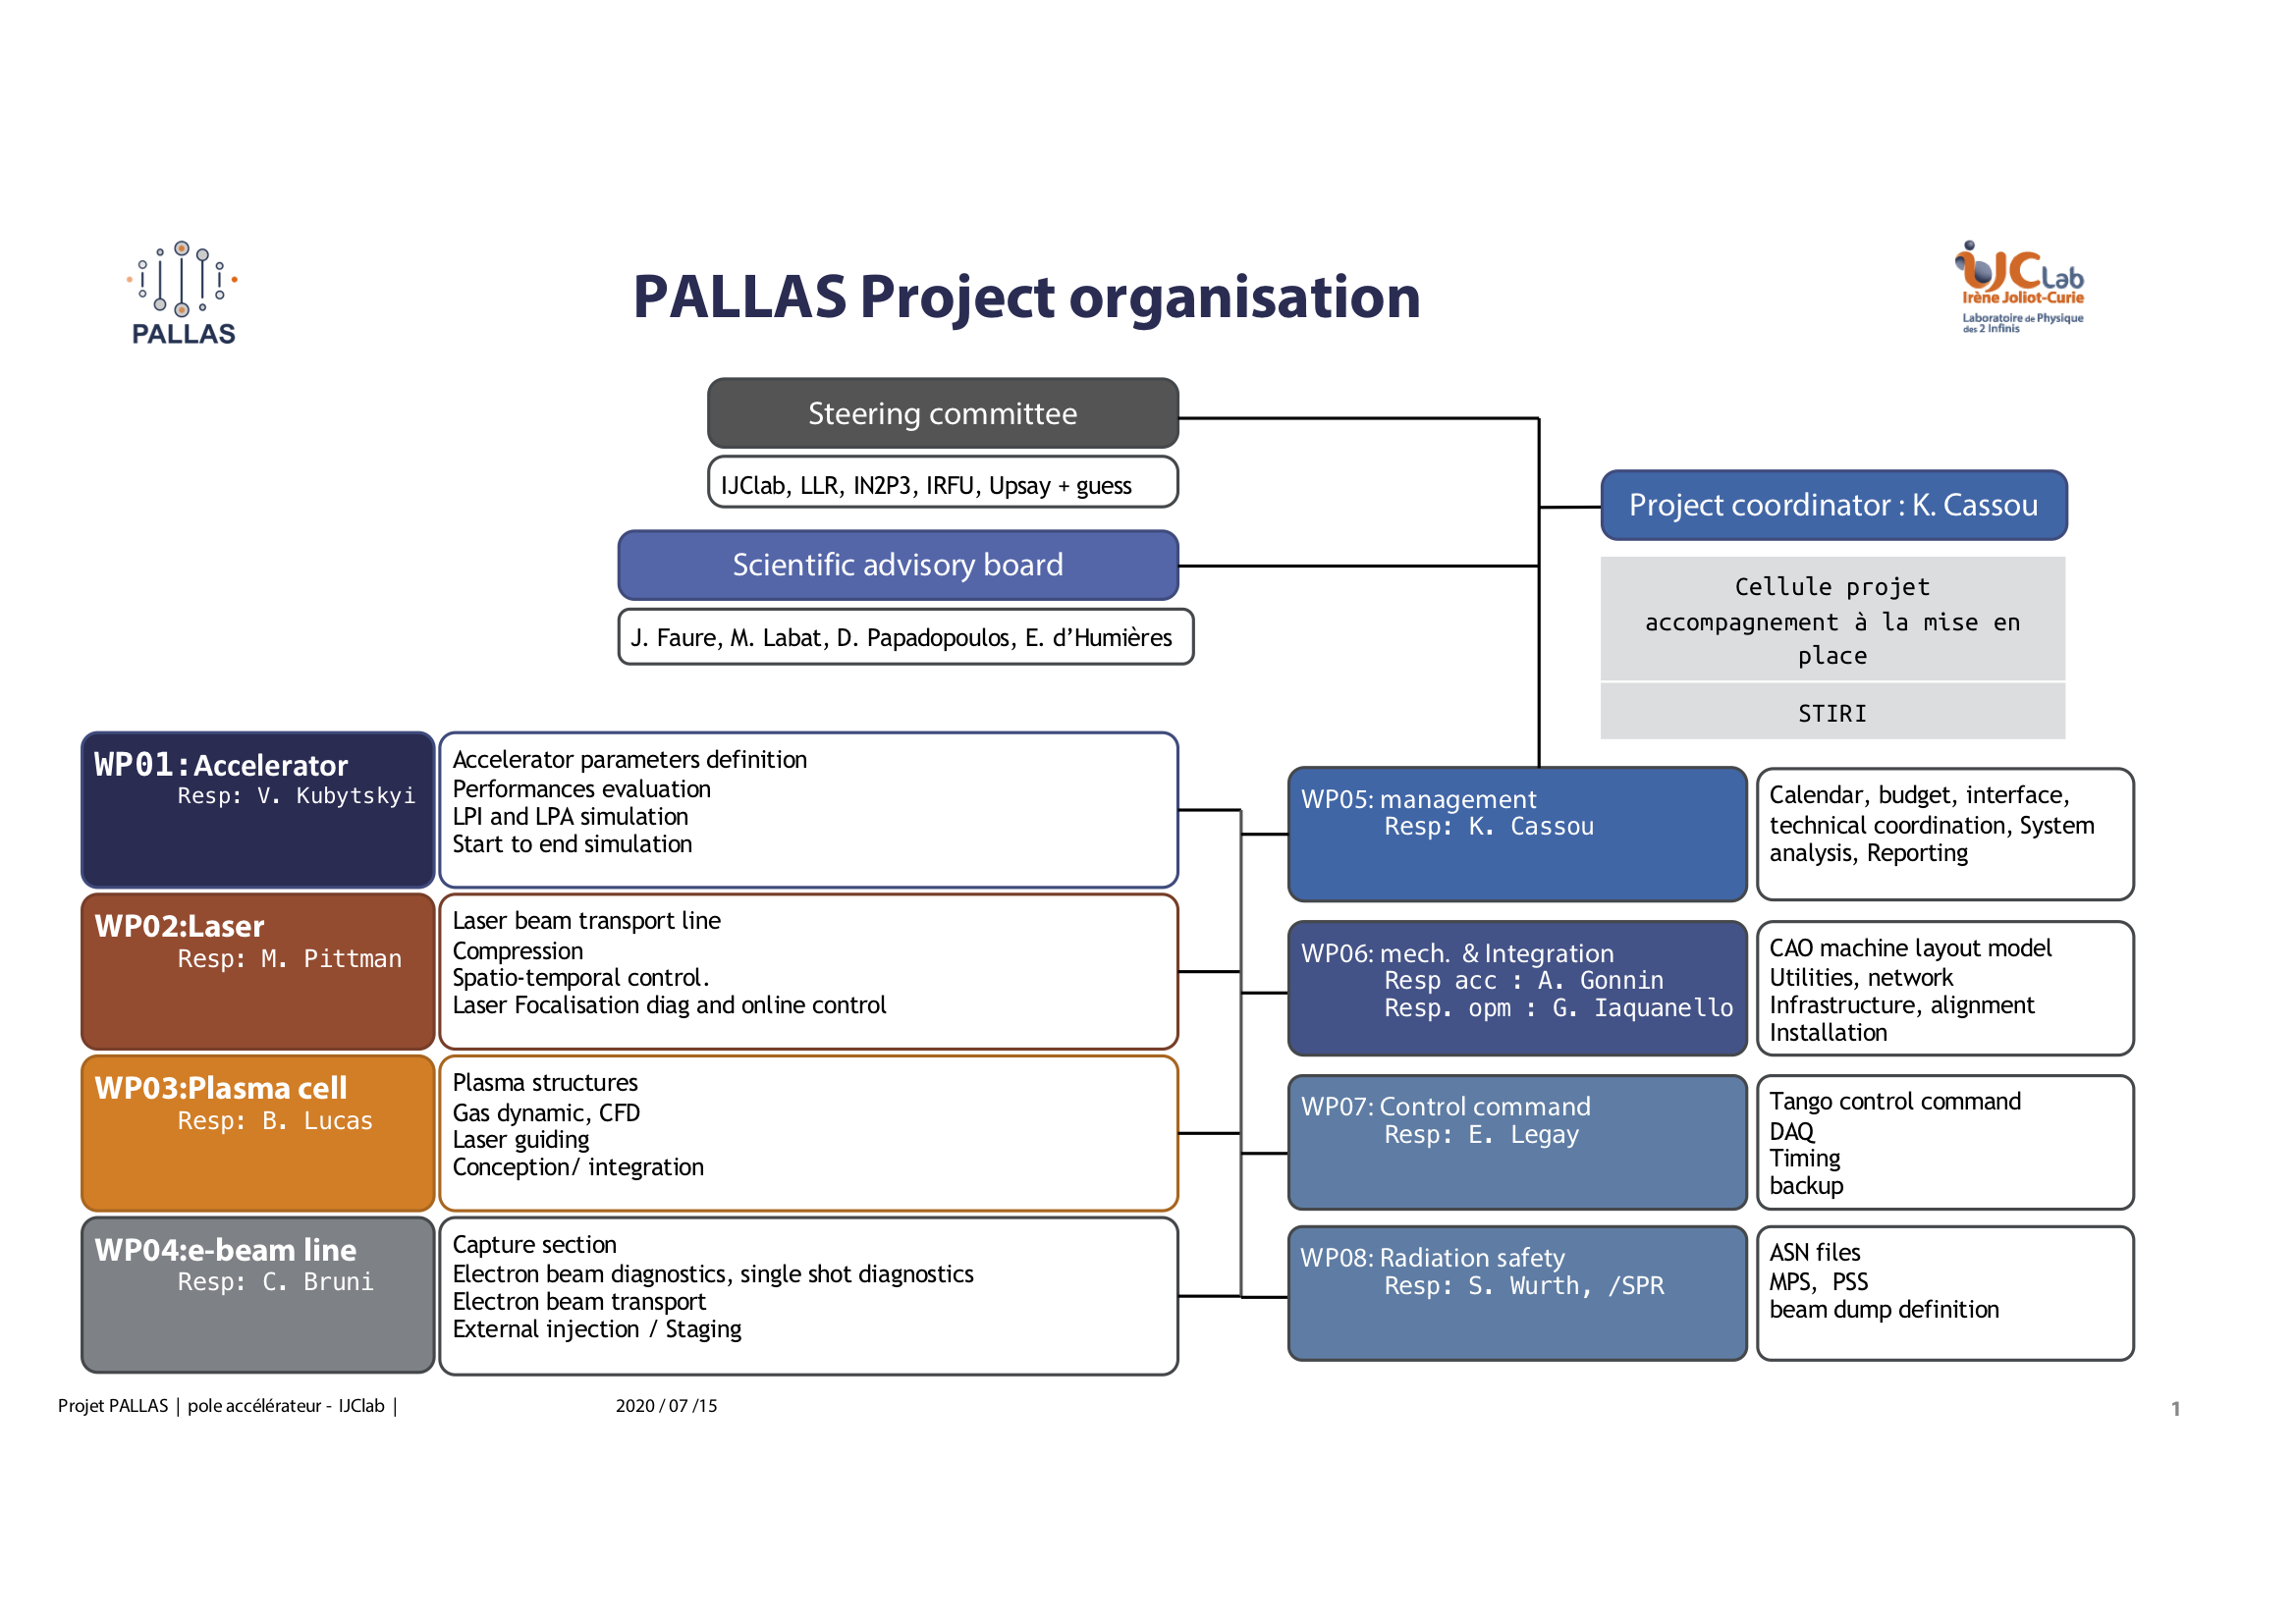 PALLAS
PALLAS Project organisation
iJC Lab
Irène Joliot-Curie
Laboratoire de Physique
des 2 Infinis
Steering committee
IJClab, LLR, IN2P3, IRFU, Upsay + guess
Project coordinator : K. Cassou
Scientific advisory board
J. Faure, M. Labat, D. Papadopoulos, E. d’Humières
Cellule projet
accompagnement à la mise en
place
STIRI
WP01:Accelerator
Resp: V. Kubytskyi
Accelerator parameters definition
Performances evaluation
LPI and LPA simulation
Start to end simulation
WP02:Laser
Resp: M. Pittman
Laser beam transport line
Compression
Spatio-temporal control.
Laser Focalisation diag and online control
WP03:Plasma cell
Resp: B. Lucas
Plasma structures
Gas dynamic, CFD
Laser guiding
Conception/ integration
WP04:e-beam line
Resp: C. Bruni
Capture section
Electron beam diagnostics, single shot diagnostics
Electron beam transport
External injection / Staging
WP05: management
Resp: K. Cassou
Calendar, budget, interface,
technical coordination, System
analysis, Reporting
WP06: mech. & Integration
Resp acc : A. Gonnin
Resp. opm : G. Iaquanello
CAO machine layout model
Utilities, network
Infrastructure, alignment
Installation
WP07: Control command
Resp: E. Legay
Tango control command
DAQ
Timing
backup
WP08: Radiation safety
Resp: S. Wurth, /SPR
ASN files
MPS, PSS
beam dump definition
Projet PALLAS | pole accélérateur - IJClab |
2020 / 07 /15
1